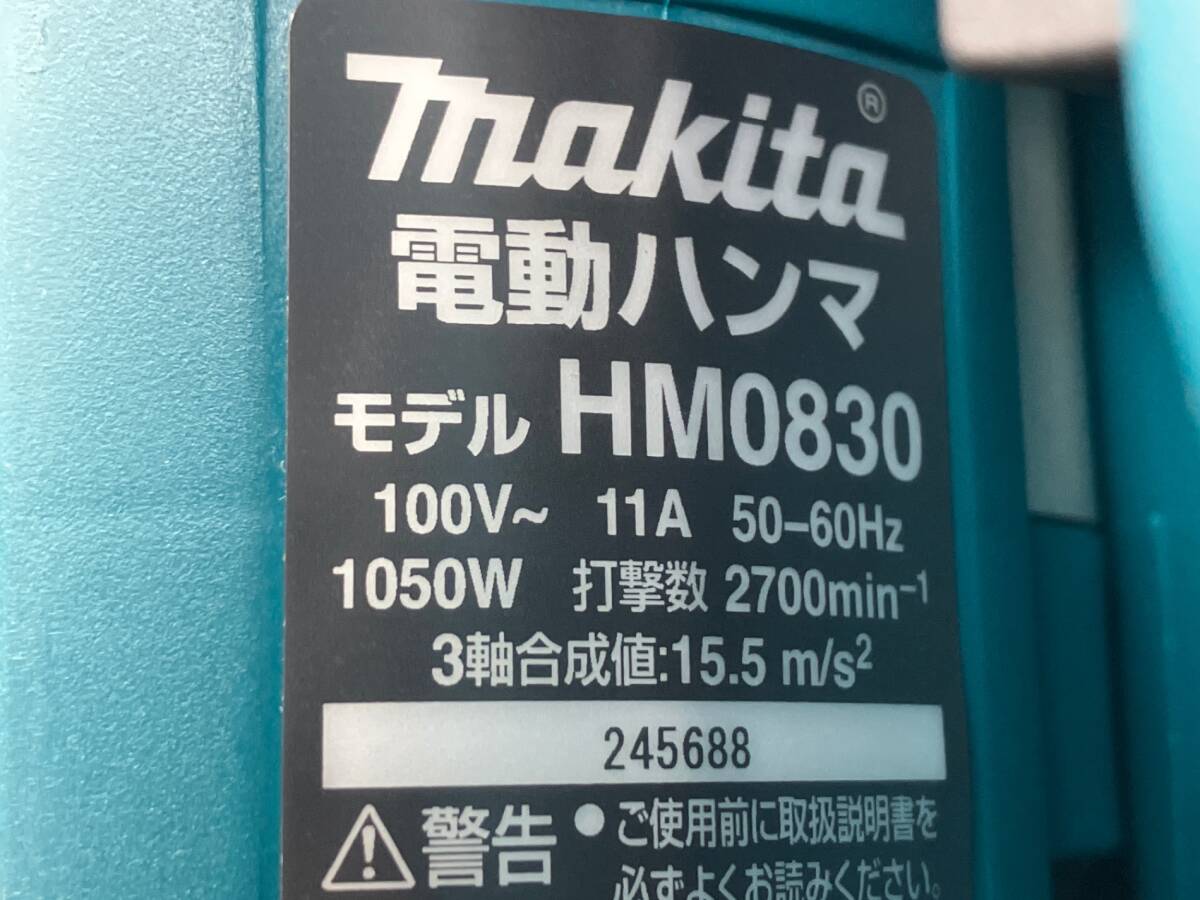 makita®
電動ハンマ
モデル HM0830
100V~ 11A 50-60Hz
1050W 打撃数 2700min-1
3軸合成値:15.5 m/s2
245688
警告 ●ご使用前に取扱説明書を
必ずよくお読みください。